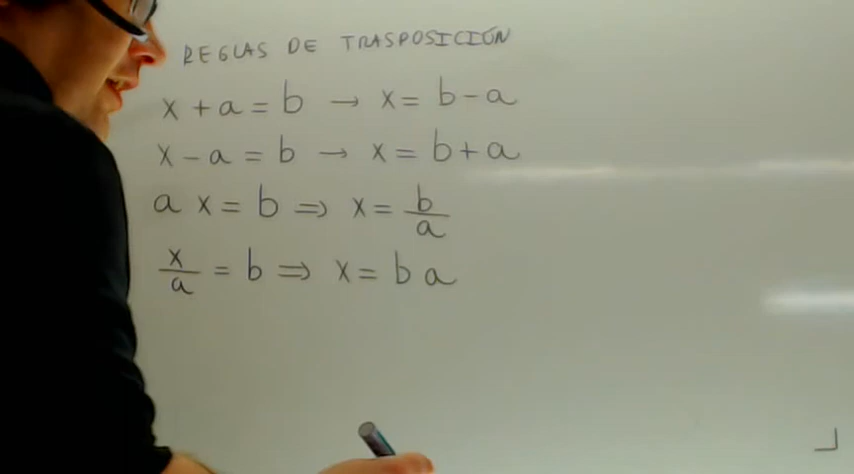 REGLAS DE TRASPOSICIÓN
x + a = b → x = b - a
x - a = b → x = b + a
a x = b ⇒ x = b/a
x/a = b ⇒ x = b a